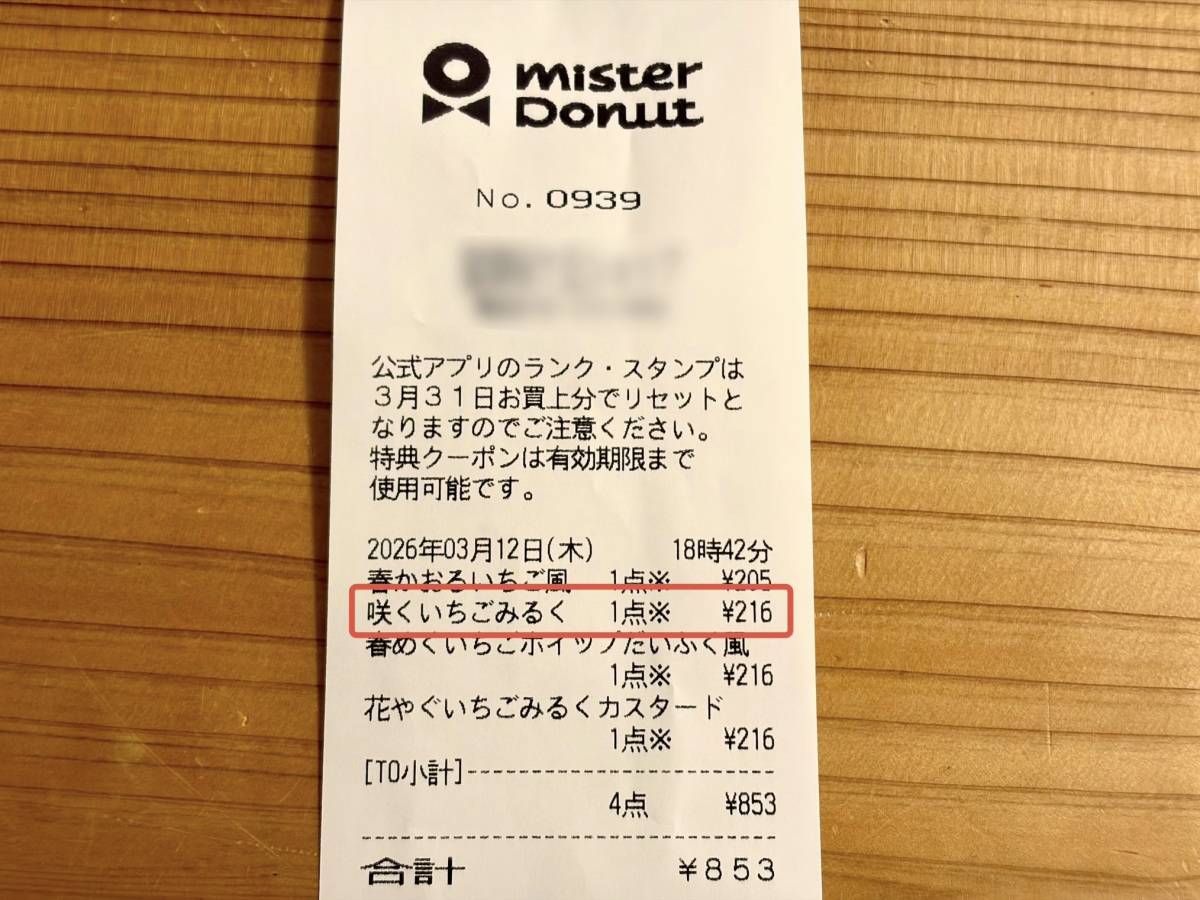 mister
Donut
No. 0939
公式アプリのランク・スタンプは
3月31日お買上分でリセットと
なりますのでご注意ください。
特典クーポンは有効期限まで
使用可能です。
2026年03月12日(木) 18時42分
春かおるいちご風 1点※ ¥205
咲くいちごみるく 1点※ ¥216
春めくいちごホイップだいふく風
1点※ ¥216
花やぐいちごみるくカスタード
1点※ ¥216
[TO小計]
4点 ¥853
合計 ¥853